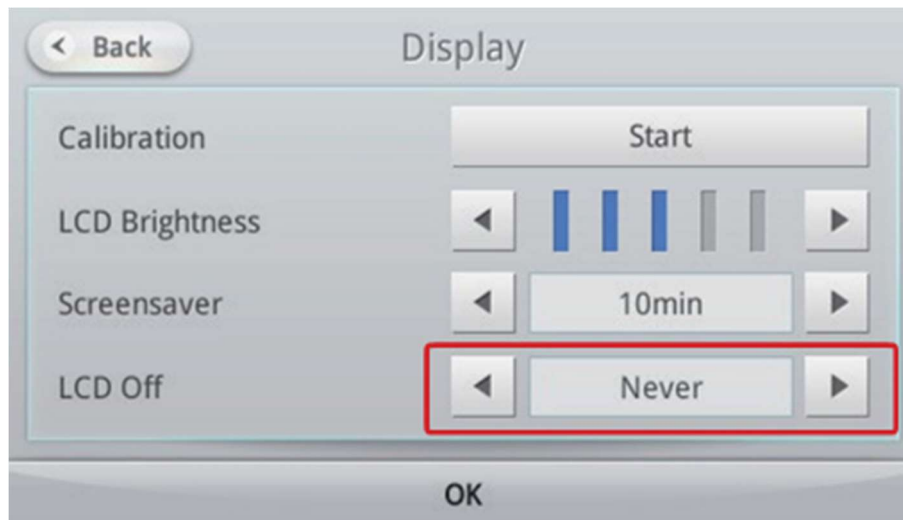 Back
Display
Calibration
Start
LCD Brightness
Screensaver
10min
LCD Off
Never
OK